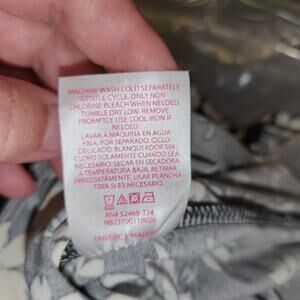 MACHINE WASH COLD SEPARATELY,
GENTLE CYCLE, ONLY NON-
CHLORINE BLEACH WHEN NEEDED.
TUMBLE DRY LOW. REMOVE
PROMPTLY. USE COOL IRON IF
NEEDED.
LAVAR A MAQUINA EN AGUA
FRIA, POR SEPARADO, CICLO
DELICADO. BLANQUEADOR SIN
CLORO SOLAMENTE CUANDO SEA
NECESARIO. SECAR EN SECADORA
A TEMPERATURA BAJA. RETIRAR
INMEDIATAMENTE. USAR PLANCHA
TIBIA SI ES NECESARIO.
RN# 52469 T34
EAN/UPC